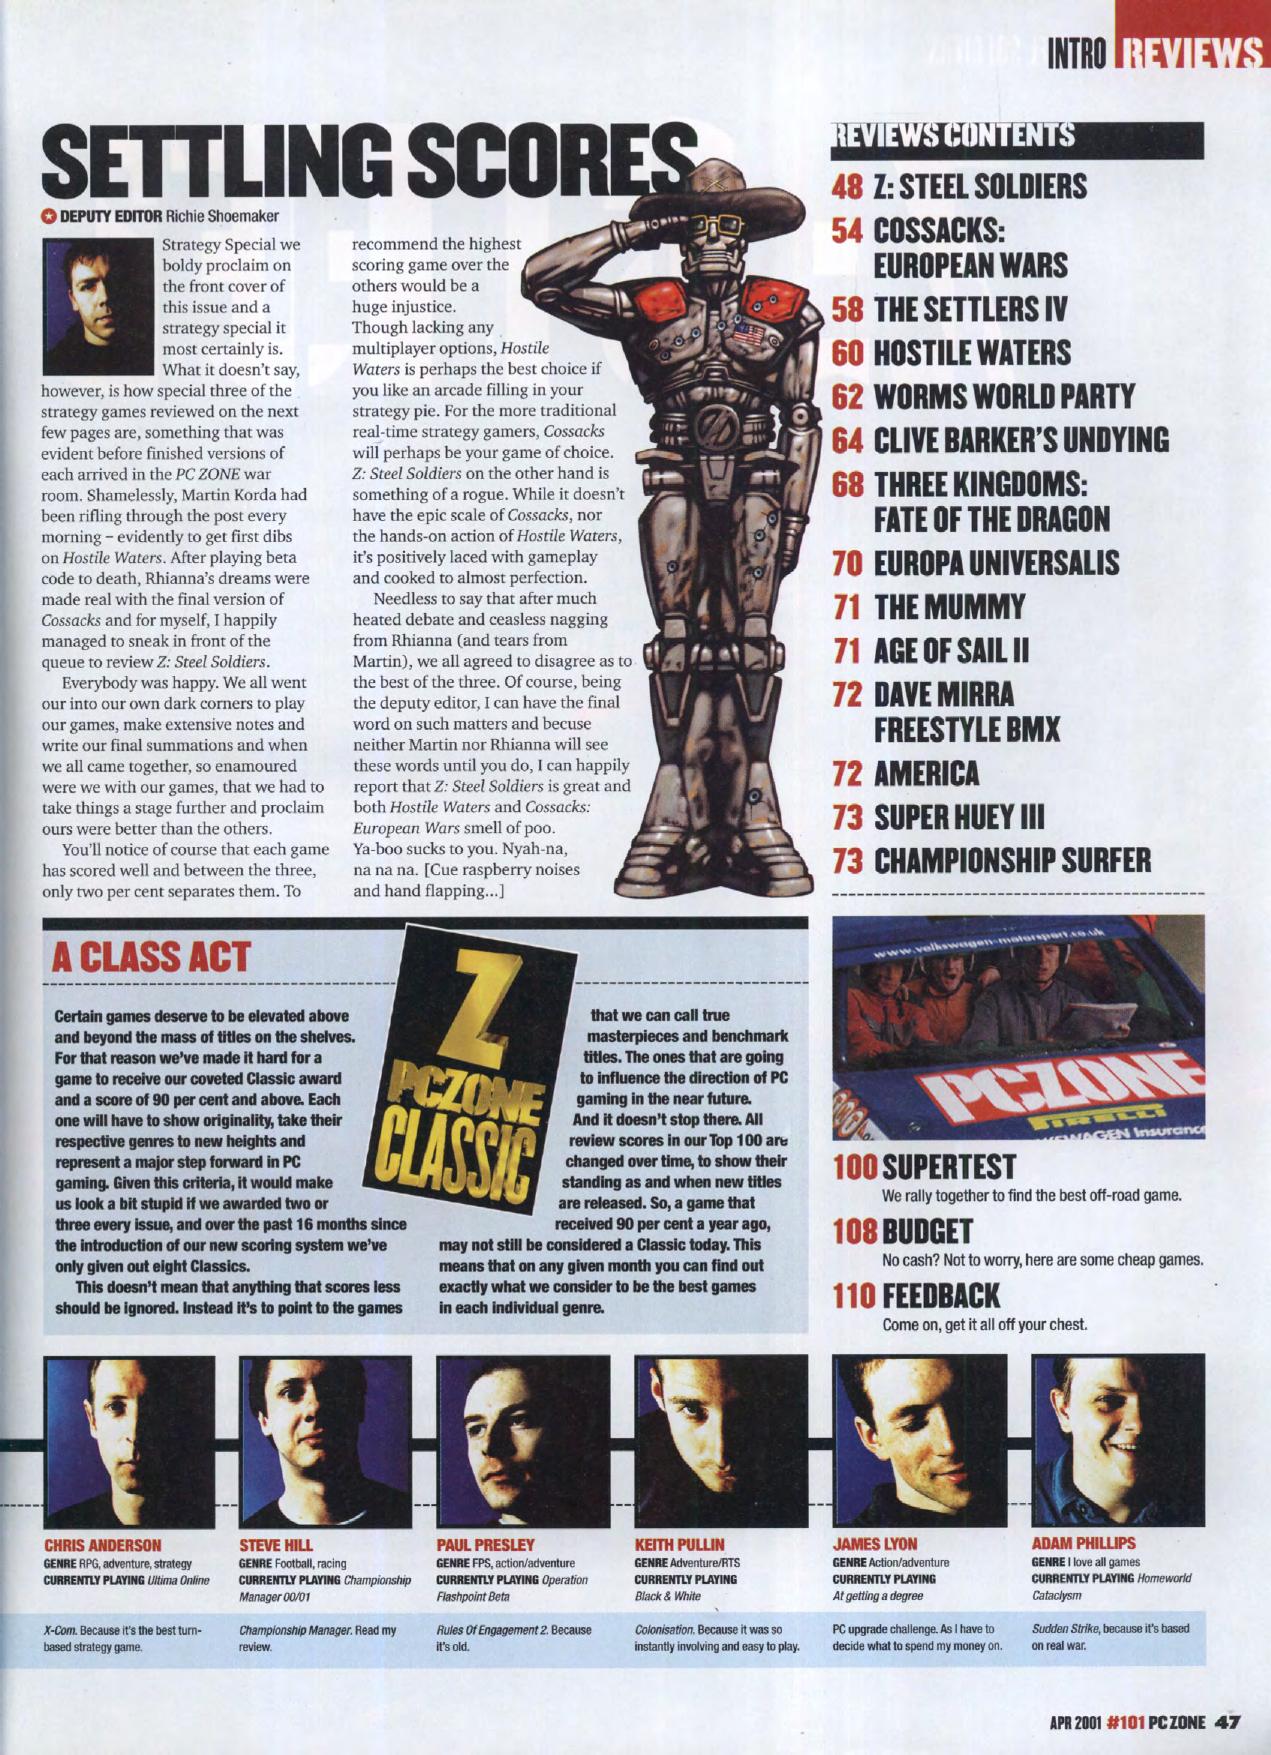 INTRO REVIEWS
SETTLING SCORES
DEPUTY EDITOR Richie Shoemaker
Strategy Special we
boldy proclaim on
the front cover of
this issue and a
strategy special it
most certainly is.
What it doesn't say,
however, is how special three of the
strategy games reviewed on the next
few pages are, something that was
evident before finished versions of
each arrived in the PC ZONE war
room. Shamelessly, Martin Korda had
been rifling through the post every
morning – evidently to get first dibs
on Hostile Waters. After playing beta
code to death, Rhianna's dreams were
made real with the final version of
Cossacks and for myself, I happily
managed to sneak in front of the
queue to review Z: Steel Soldiers.
Everybody was happy. We all went
our into our own dark corners to play
our games, make extensive notes and
write our final summations and when
we all came together, so enamoured
were we with our games, that we had to
take things a stage further and proclaim
ours were better than the others.
You'll notice of course that each game
has scored well and between the three,
only two per cent separates them. To
recommend the highest
scoring game over the
others would be a
huge injustice.
Though lacking any
multiplayer options, Hostile
Waters is perhaps the best choice if
you like an arcade filling in your
strategy pie. For the more traditional
real-time strategy gamers, Cossacks
will perhaps be your game of choice.
Z: Steel Soldiers on the other hand is
something of a rogue. While it doesn't
have the epic scale of Cossacks, nor
the hands-on action of Hostile Waters,
it's positively laced with gameplay
and cooked to almost perfection.
Needless to say that after much
heated debate and ceasless nagging
from Rhianna (and tears from
Martin), we all agreed to disagree as to
the best of the three. Of course, being
the deputy editor, I can have the final
word on such matters and becuse
neither Martin nor Rhianna will see
these words until you do, I can happily
report that Z: Steel Soldiers is great and
both Hostile Waters and Cossacks:
European Wars smell of poo.
Ya-boo sucks to you. Nyah-na,
na na na. [Cue raspberry noises
and hand flapping...]
REVIEWS CONTENTS
48 Z: STEEL SOLDIERS
54 COSSACKS:
EUROPEAN WARS
58 THE SETTLERS IV
60 HOSTILE WATERS
62 WORMS WORLD PARTY
64 CLIVE BARKER'S UNDYING
68 THREE KINGDOMS:
FATE OF THE DRAGON
70 EUROPA UNIVERSALIS
71 THE MUMMY
71 AGE OF SAIL II
72 DAVE MIRRA
FREESTYLE BMX
72 AMERICA
73 SUPER HUEY III
73 CHAMPIONSHIP SURFER
A CLASS ACT
Certain games deserve to be elevated above
and beyond the mass of titles on the shelves.
For that reason we've made it hard for a
game to receive our coveted Classic award
and a score of 90 per cent and above. Each
one will have to show originality, take their
respective genres to new heights and
represent a major step forward in PC
gaming. Given this criteria, it would make
us look a bit stupid if we awarded two or
three every issue, and over the past 16 months since
the introduction of our new scoring system we've
only given out eight Classics.
This doesn't mean that anything that scores less
should be ignored. Instead it's to point to the games
Z
PCZONE
CLASSIC
that we can call true
masterpieces and benchmark
titles. The ones that are going
to influence the direction of PC
gaming in the near future.
And it doesn't stop there. All
review scores in our Top 100 are
changed over time, to show their
standing as and when new titles
are released. So, a game that
received 90 per cent a year ago,
may not still be considered a Classic today. This
means that on any given month you can find out
exactly what we consider to be the best games
in each individual genre.
www.volkswagen-motorsport.co.uk
PCZONE
PIRELLI
VOLKSWAGEN Insurance
100 SUPERTEST
We rally together to find the best off-road game.
108 BUDGET
No cash? Not to worry, here are some cheap games.
110 FEEDBACK
Come on, get it all off your chest.
CHRIS ANDERSON
GENRE RPG, adventure, strategy
CURRENTLY PLAYING Ultima Online
X-Com. Because it's the best turn-
based strategy game.
STEVE HILL
GENRE Football, racing
CURRENTLY PLAYING Championship
Manager 00/01
Championship Manager. Read my
review.
PAUL PRESLEY
GENRE FPS, action/adventure
CURRENTLY PLAYING Operation
Flashpoint Beta
Rules Of Engagement 2. Because
it's old.
KEITH PULLIN
GENRE Adventure/RTS
CURRENTLY PLAYING
Black & White
Colonisation. Because it was so
instantly involving and easy to play.
JAMES LYON
GENRE Action/adventure
CURRENTLY PLAYING
At getting a degree
PC upgrade challenge. As I have to
decide what to spend my money on.
ADAM PHILLIPS
GENRE I love all games
CURRENTLY PLAYING Homeworld
Cataclysm
Sudden Strike, because it's based
on real war.
APR 2001 #101 PC ZONE 47